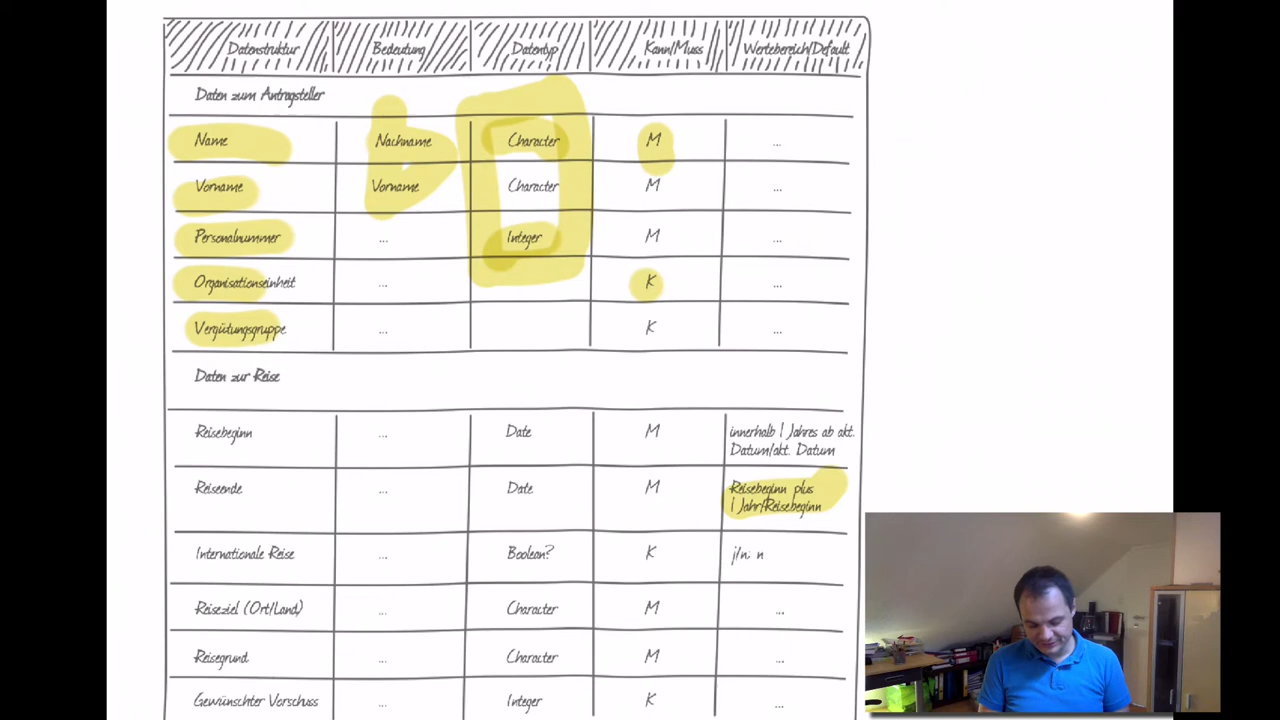 Datenstruktur Bedeutung Datentyp Kann/Muss Wertebereich/Default
Daten zum Antragsteller
Name Nachname Character M ...
Vorname Vorname Character M ...
Personalnummer ... Integer M ...
Organisationseinheit ... K ...
Vergütungsgruppe ... K ...
Daten zur Reise
Reisebeginn ... Date M innerhalb 1 Jahres ab akt.
Datum/akt. Datum
Reiseende ... Date M Reisebeginn plus
1 Jahr/Reisebeginn
Internationale Reise ... Boolean? K j/n; n
Reiseziel (Ort/Land) ... Character M ...
Reisegrund ... Character M ...
Gewünschter Vorschuss ... Integer K ...